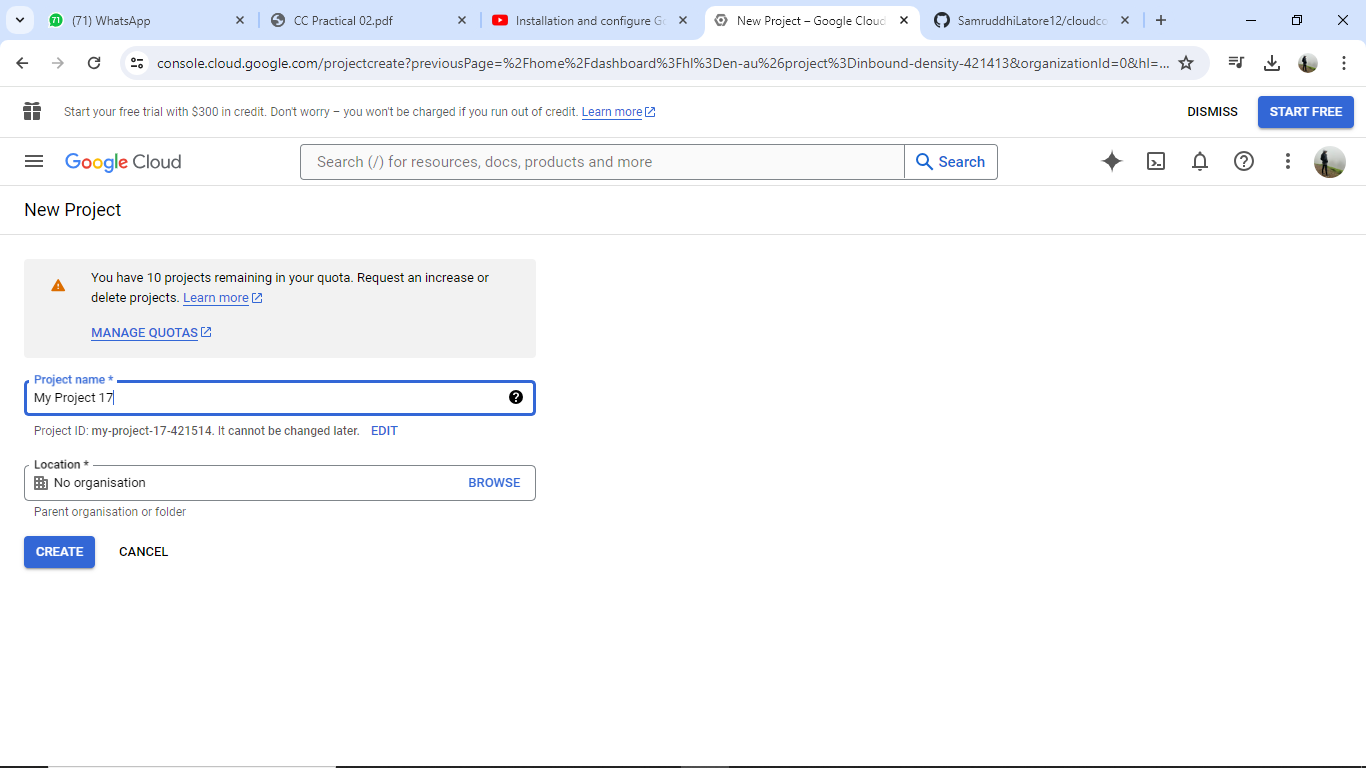 (71) WhatsApp
CC Practical 02.pdf
Installation and configure Go
New Project – Google Cloud
SamruddhiLatore12/cloudco
console.cloud.google.com/projectcreate?previousPage=%2Fhome%2Fdashboard%3Fhl%3Den-au%26project%3Dinbound-density-421413&organizationId=0&hl=...
Start your free trial with $300 in credit. Don't worry – you won't be charged if you run out of credit. Learn more
DISMISS
START FREE
Google Cloud
Search (/) for resources, docs, products and more
Search
New Project
You have 10 projects remaining in your quota. Request an increase or
delete projects. Learn more
MANAGE QUOTAS
Project name *
My Project 17
Project ID: my-project-17-421514. It cannot be changed later. EDIT
Location *
No organisation
BROWSE
Parent organisation or folder
CREATE
CANCEL